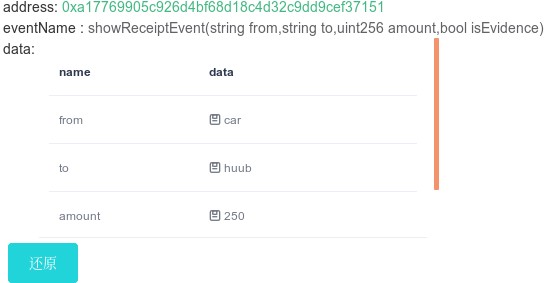 address: 0xa17769905c926d4bf68d18c4d32c9dd9cef37151
eventName : showReceiptEvent(string from,string to,uint256 amount,bool isEvidence)
data:
name data
from car
to huub
amount 250
还原